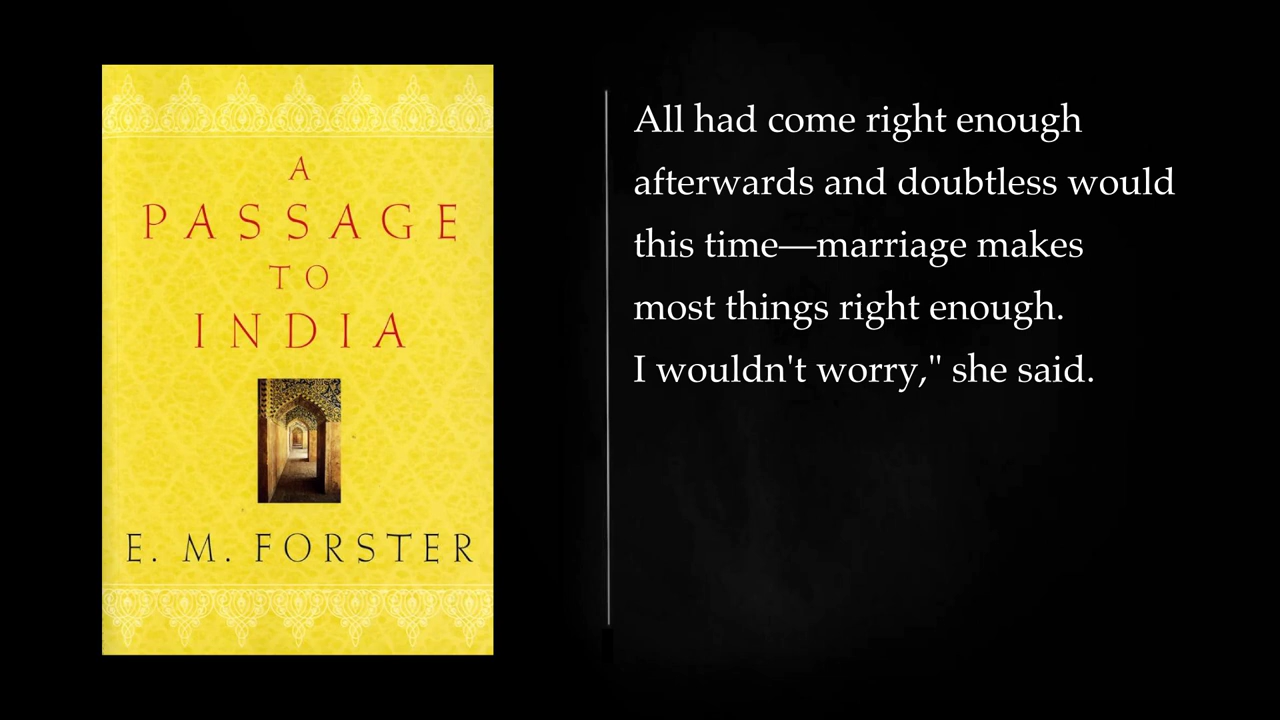 A
PASSAGE
TO
INDIA
E. M. FORSTER
All had come right enough
afterwards and doubtless would
this time—marriage makes
most things right enough.
I wouldn't worry," she said.